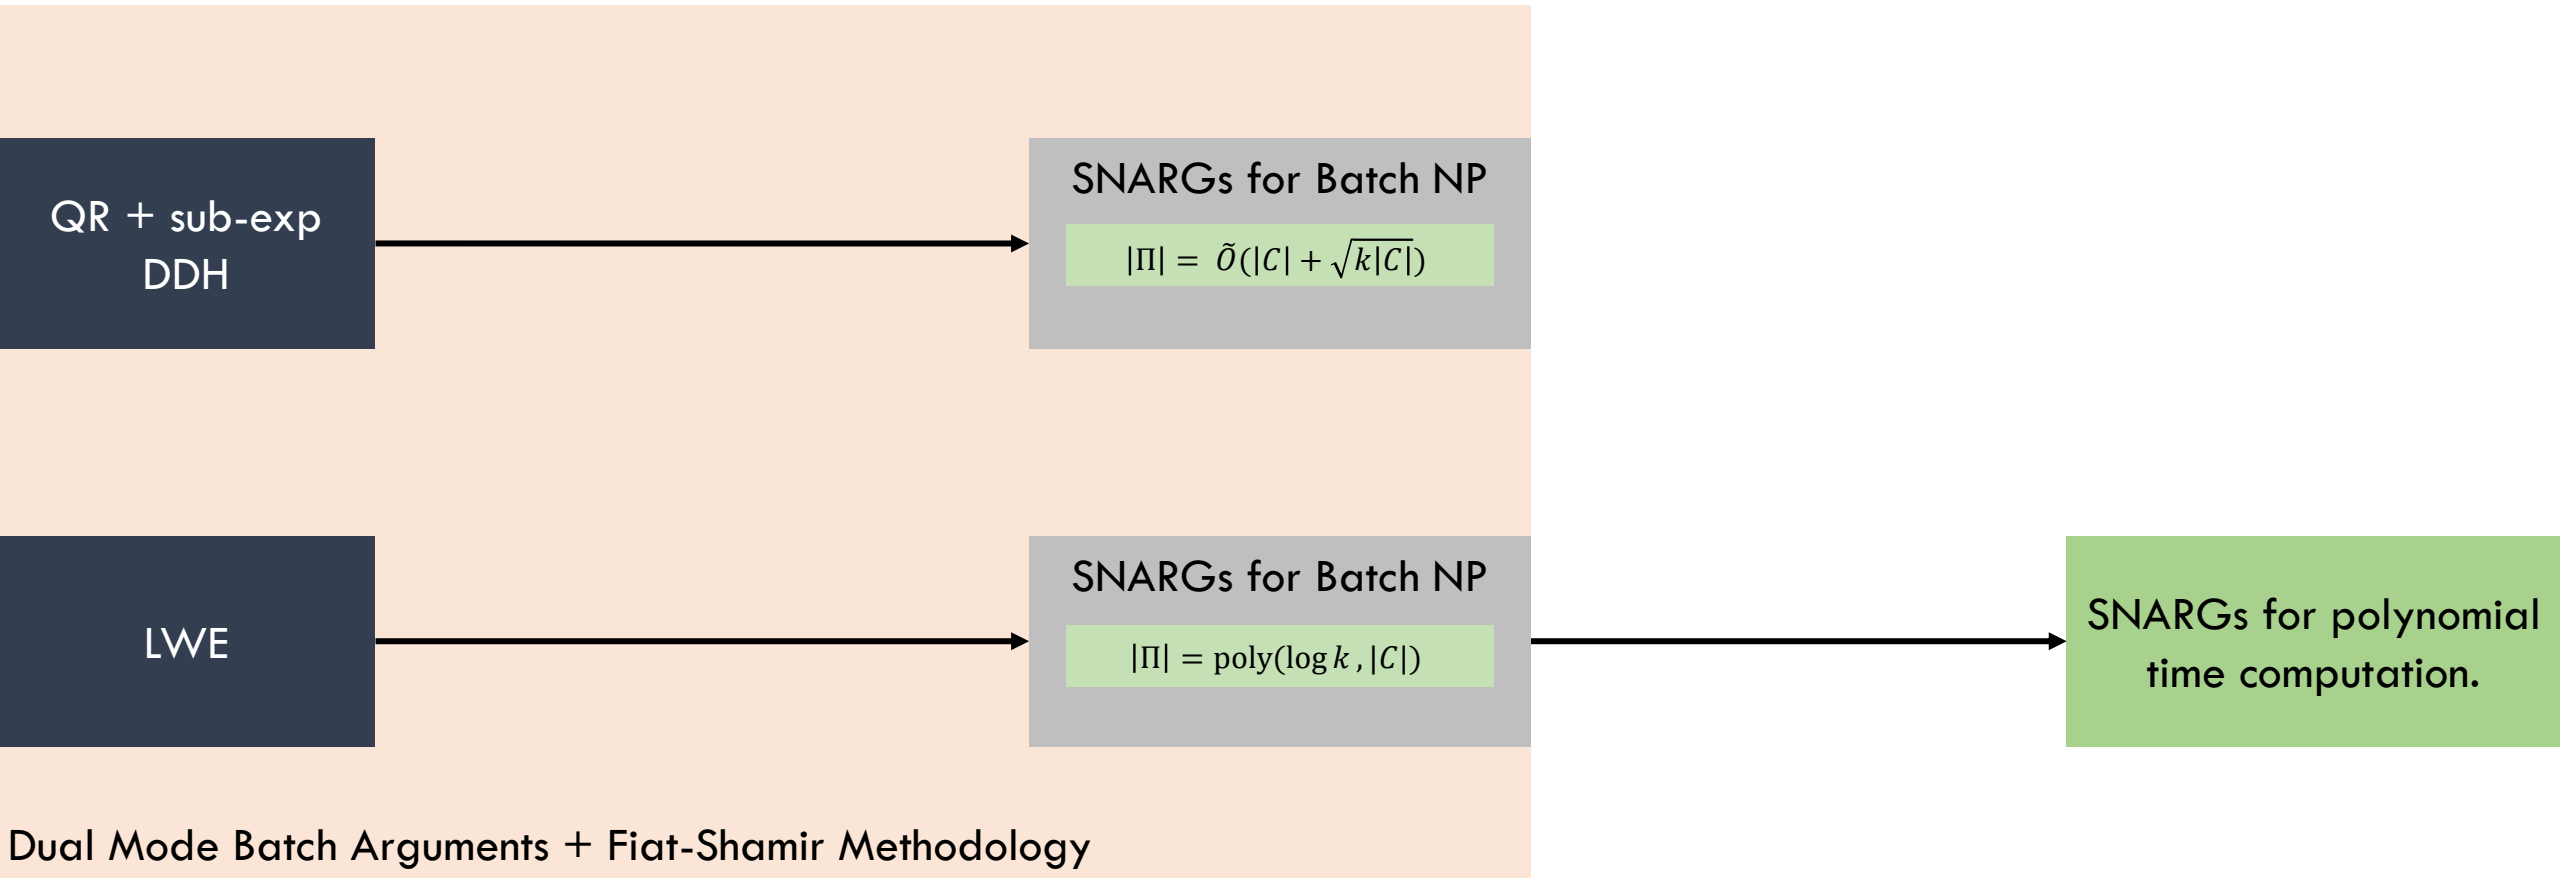 QR + sub-exp
DDH
SNARGs for Batch NP
|Π| = Õ(|C| + √k|C|)
LWE
SNARGs for Batch NP
|Π| = poly(log k , |C|)
SNARGs for polynomial
time computation.
Dual Mode Batch Arguments + Fiat-Shamir Methodology